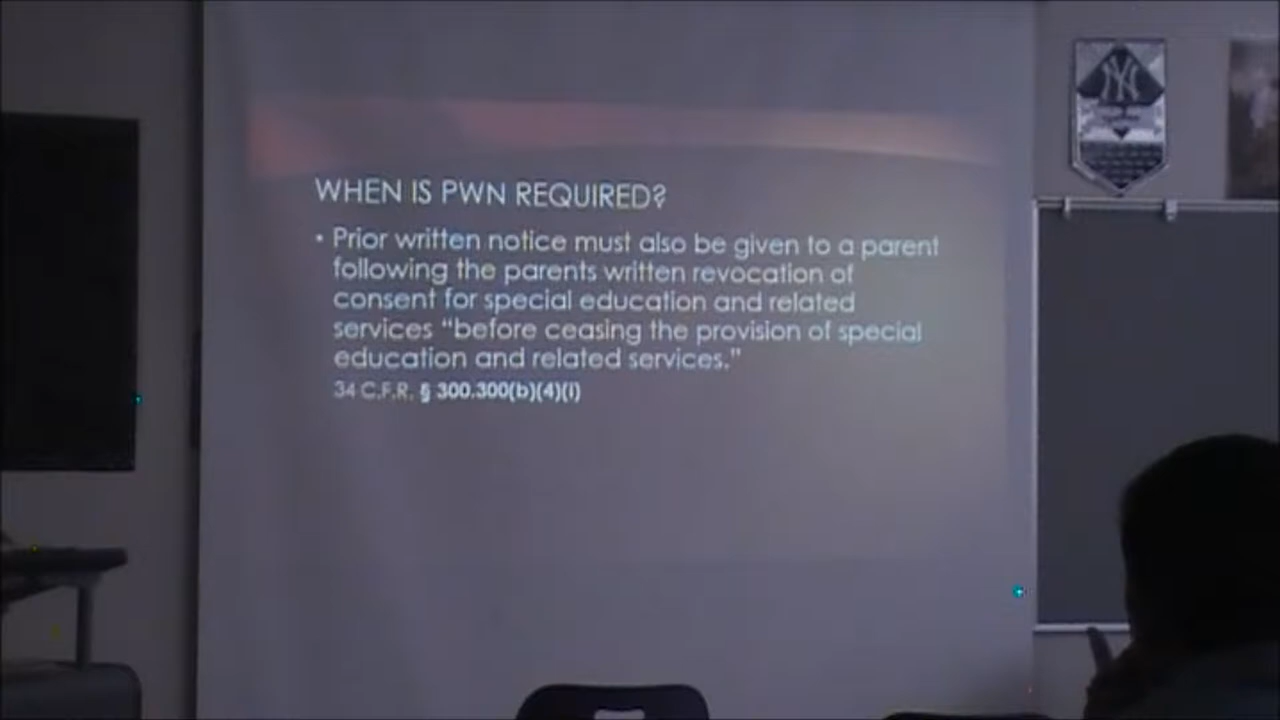 WHEN IS PWN REQUIRED?
• Prior written notice must also be given to a parent
following the parents written revocation of
consent for special education and related
services “before ceasing the provision of special
education and related services.”
34 C.F.R. § 300.300(b)(4)(i)
NY